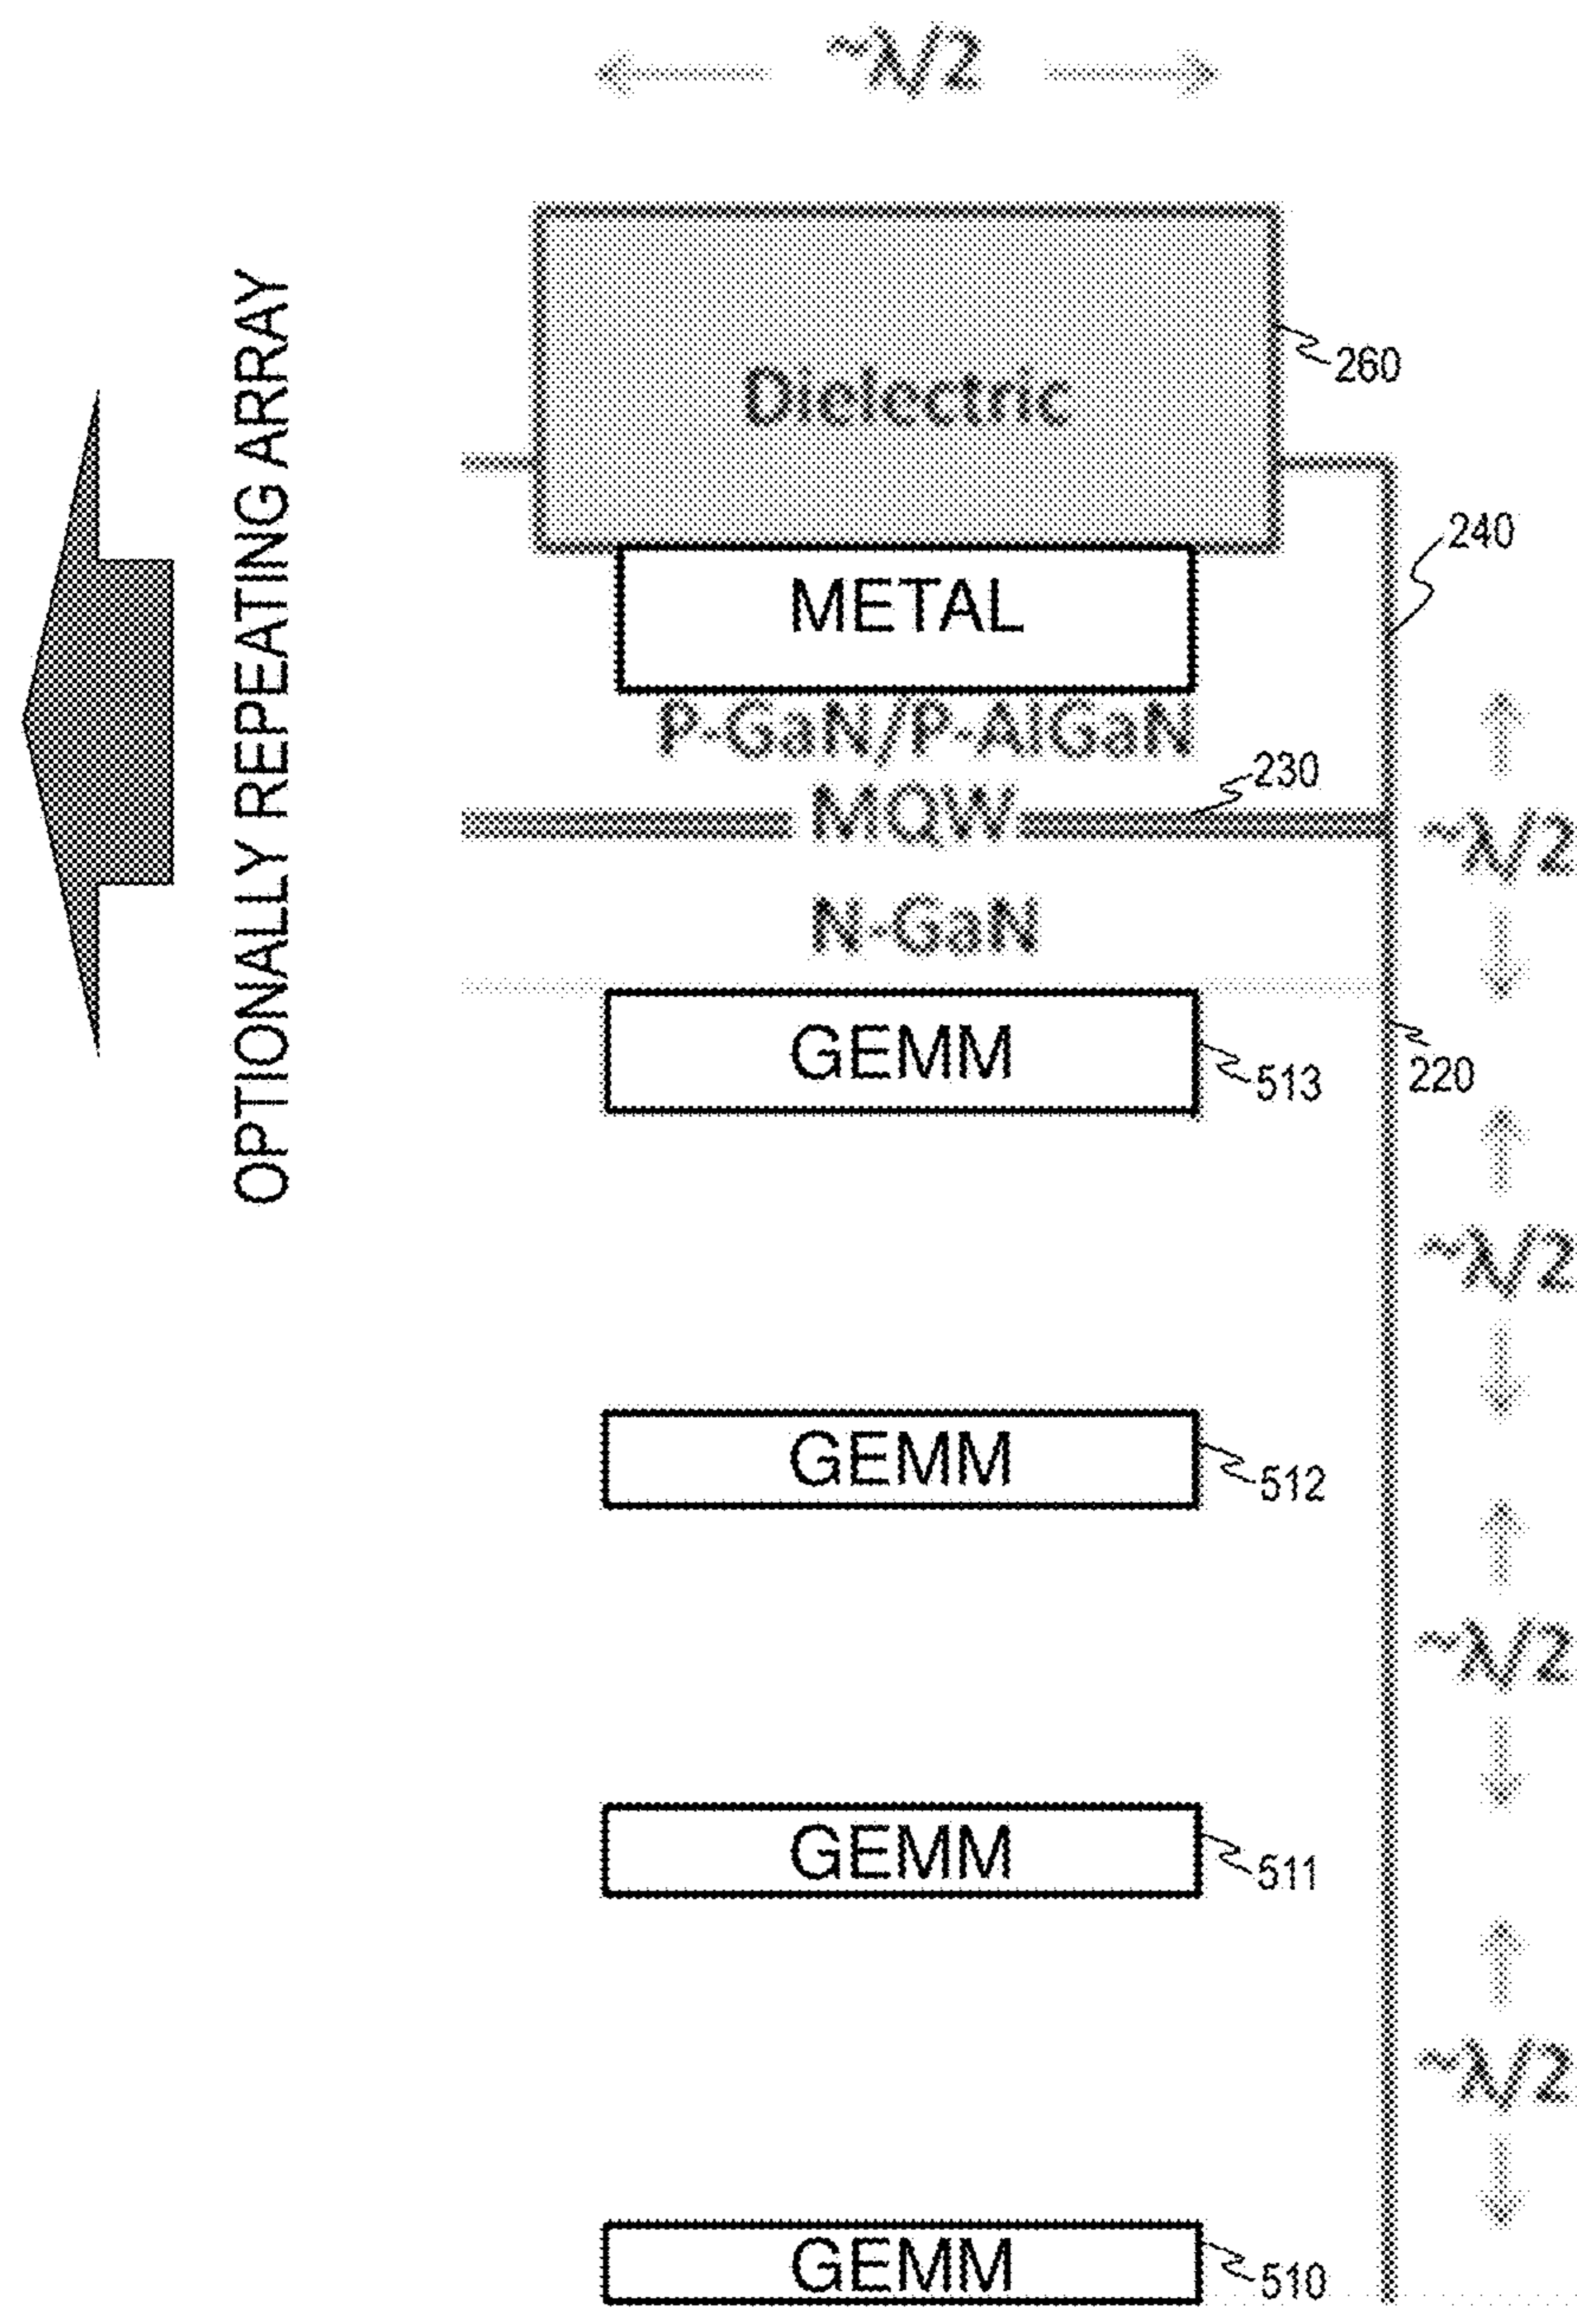 ~λ/2
260
Dielectric
OPTIONALLY REPEATING ARRAY
240
METAL
P-GaN/P-AlGaN
230
MQW
~λ/2
N-GaN
GEMM
513
220
~λ/2
GEMM
512
~λ/2
GEMM
511
~λ/2
GEMM
510